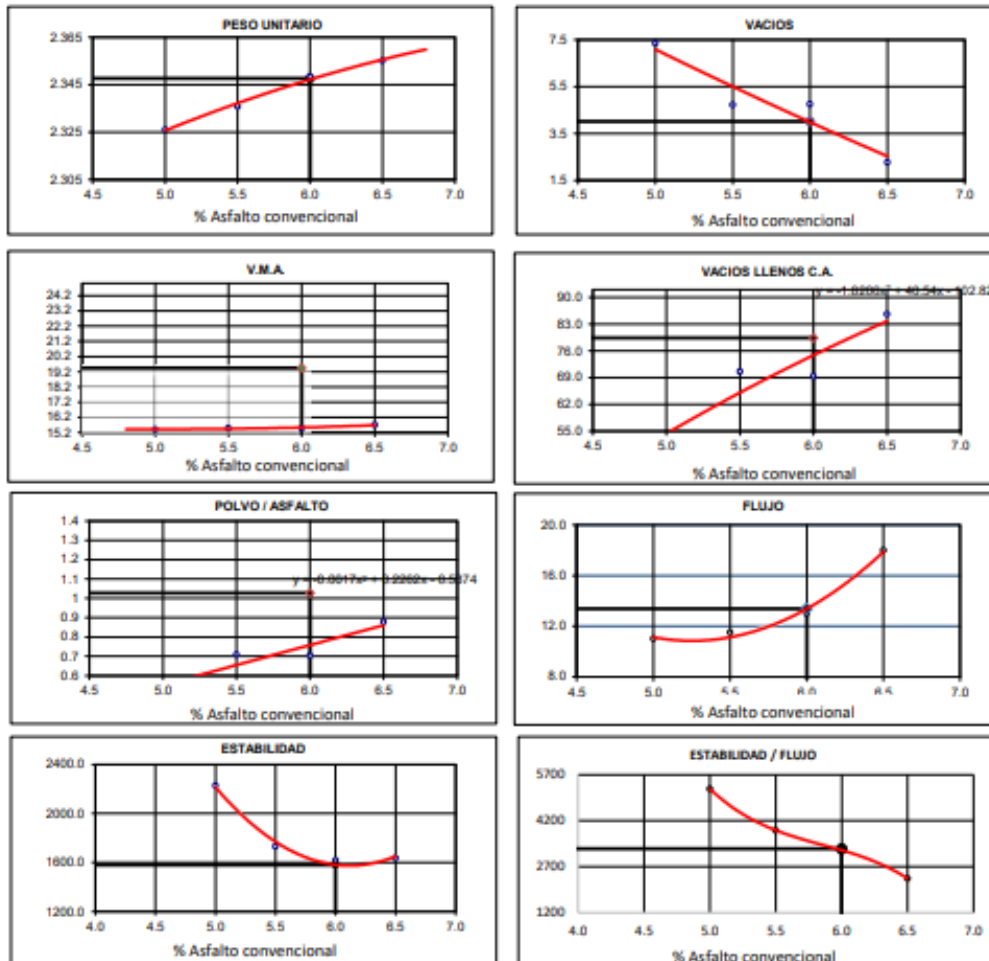 PESO UNITARIO
2.365
2.345
2.325
2.305
4.5 5.0 5.5 6.0 6.5 7.0
% Asfalto convencional
VACIOS
7.5
5.5
3.5
1.5
4.5 5.0 5.5 6.0 6.5 7.0
% Asfalto convencional
V.M.A.
24.2
23.2
22.2
21.2
20.2
19.2
18.2
17.2
16.2
15.2
4.5 5.0 5.5 6.0 6.5 7.0
% Asfalto convencional
VACIOS LLENOS C.A.
90.0
83.0
76.0
69.0
62.0
55.0
4.5 5.0 5.5 6.0 6.5 7.0
% Asfalto convencional
POLVO / ASFALTO
1.4
1.3
1.2
1.1
1
0.9
0.8
0.7
0.6
4.5 5.0 5.5 6.0 6.5 7.0
% Asfalto convencional
FLUJO
20.0
16.0
12.0
8.0
4.5 5.0 5.5 6.0 6.5 7.0
% Asfalto convencional
ESTABILIDAD
2400.0
2000.0
1600.0
1200.0
4.0 4.5 5.0 5.5 6.0 6.5 7.0
% Asfalto convencional
ESTABILIDAD / FLUJO
5700
4200
2700
1200
4.0 4.5 5.0 5.5 6.0 6.5 7.0
% Asfalto convencional